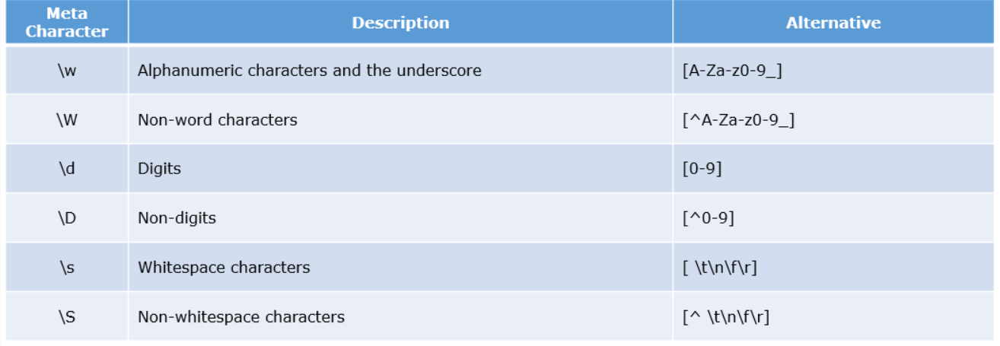 Meta Character Description Alternative
\w Alphanumeric characters and the underscore [A-Za-z0-9_]
\W Non-word characters [^A-Za-z0-9_]
\d Digits [0-9]
\D Non-digits [^0-9]
\s Whitespace characters [ \t\n\f\r]
\S Non-whitespace characters [^ \t\n\f\r]